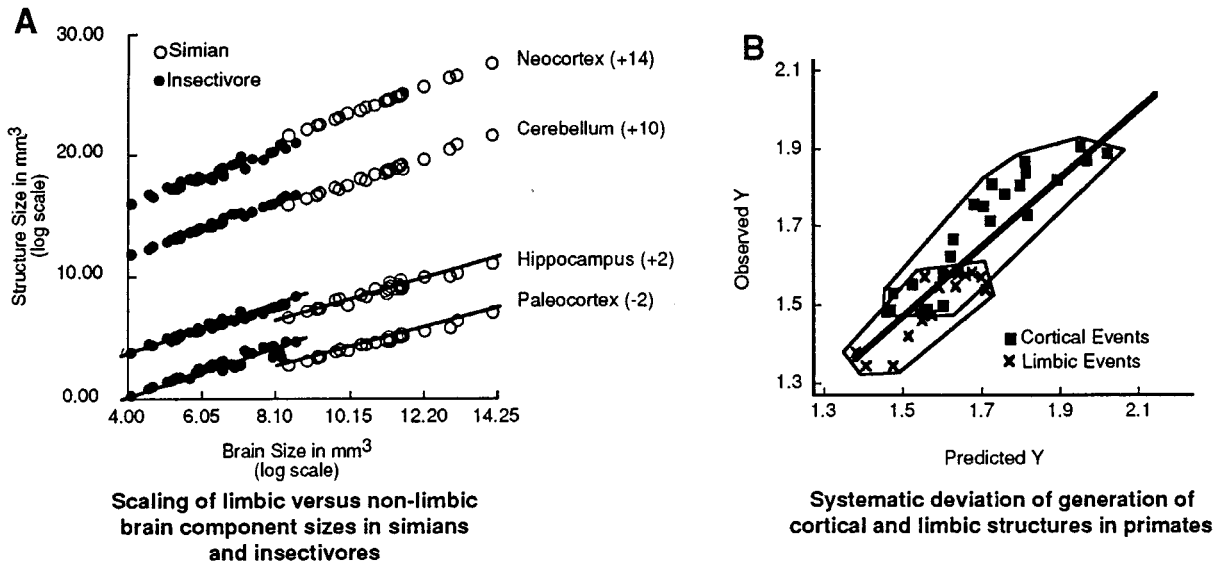 A
30.00
20.00
10.00
0.00
Structure Size in mm3
(log scale)
Simian
Insectivore
Neocortex (+14)
Cerebellum (+10)
Hippocampus (+2)
Paleocortex (-2)
4.00 6.05 8.10 10.15 12.20 14.25
Brain Size in mm3
(log scale)
Scaling of limbic versus non-limbic
brain component sizes in simians
and insectivores
B
2.1
1.9
1.7
1.5
1.3
Observed Y
Cortical Events
Limbic Events
1.3 1.5 1.7 1.9 2.1
Predicted Y
Systematic deviation of generation of
cortical and limbic structures in primates